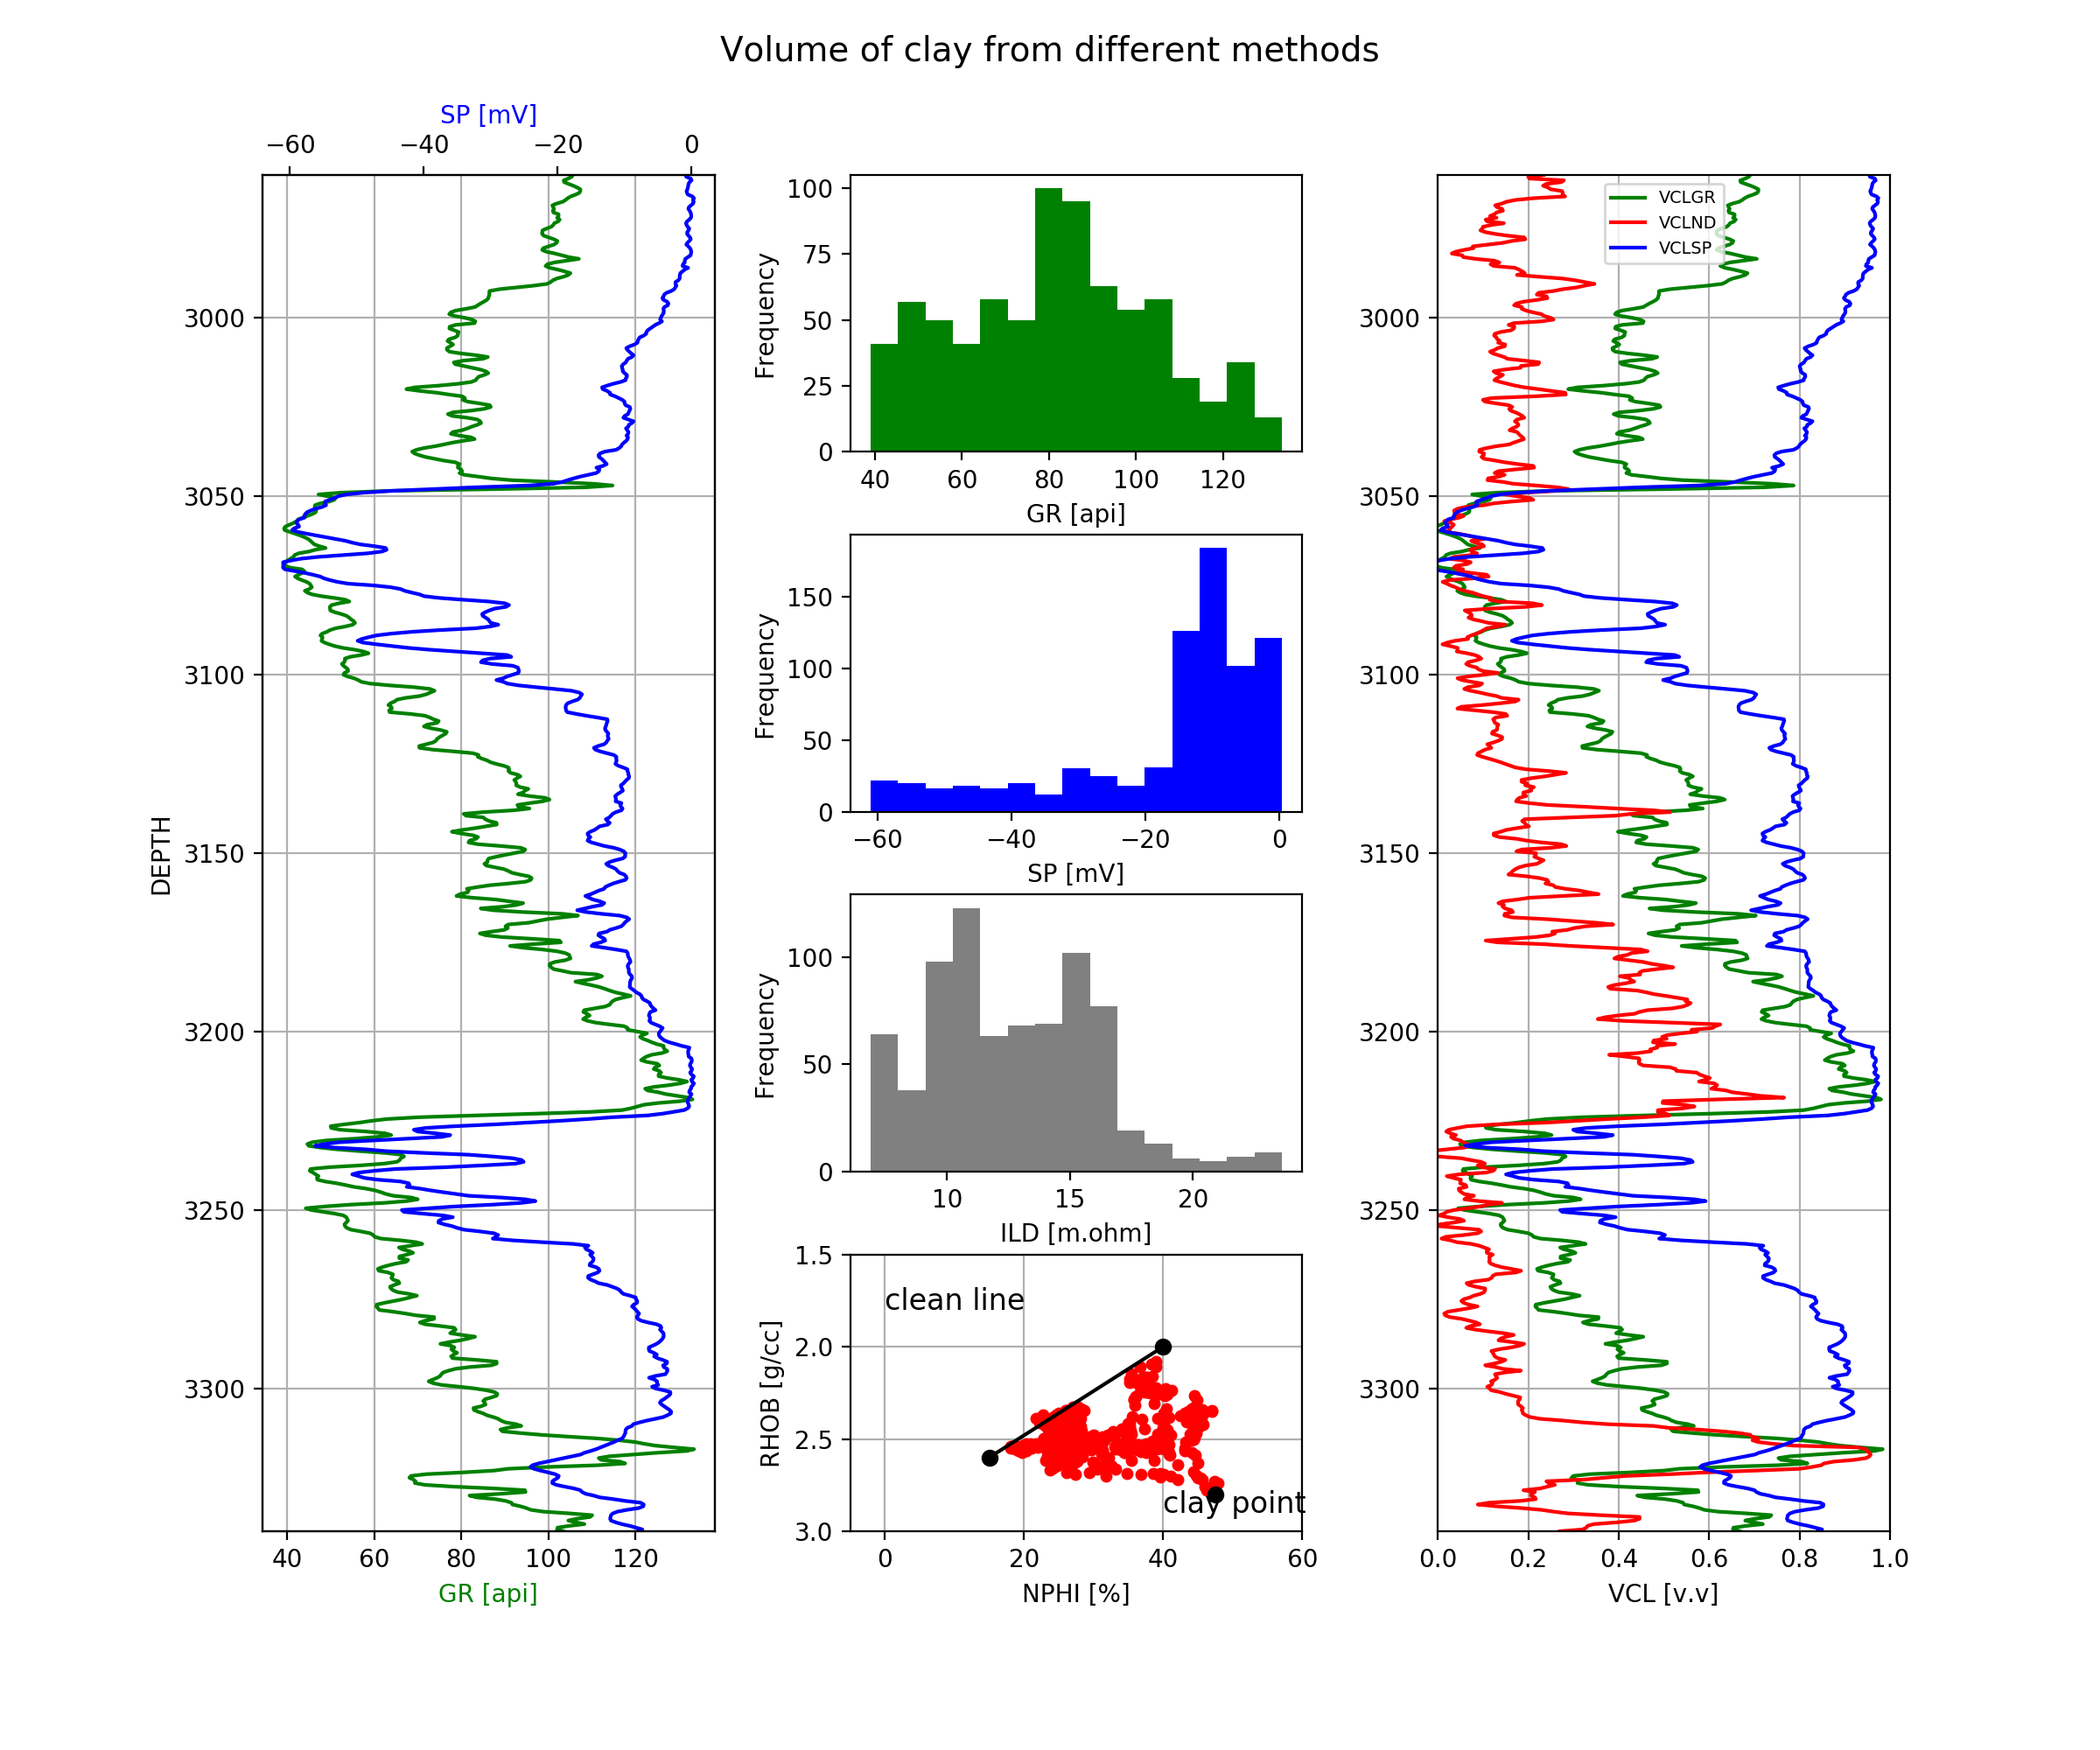 Volume of clay from different methods
SP [mV]
−60 −40 −20 0
3000
3050
3100
3150
3200
3250
3300
DEPTH
40 60 80 100 120
GR [api]
100
75
50
25
0
Frequency
40 60 80 100 120
GR [api]
150
100
50
0
Frequency
−60 −40 −20 0
SP [mV]
100
50
0
Frequency
10 15 20
ILD [m.ohm]
1.5
2.0
2.5
3.0
RHOB [g/cc]
clean line
clay point
0 20 40 60
NPHI [%]
VCLGR
VCLND
VCLSP
3000
3050
3100
3150
3200
3250
3300
0.0 0.2 0.4 0.6 0.8 1.0
VCL [v.v]